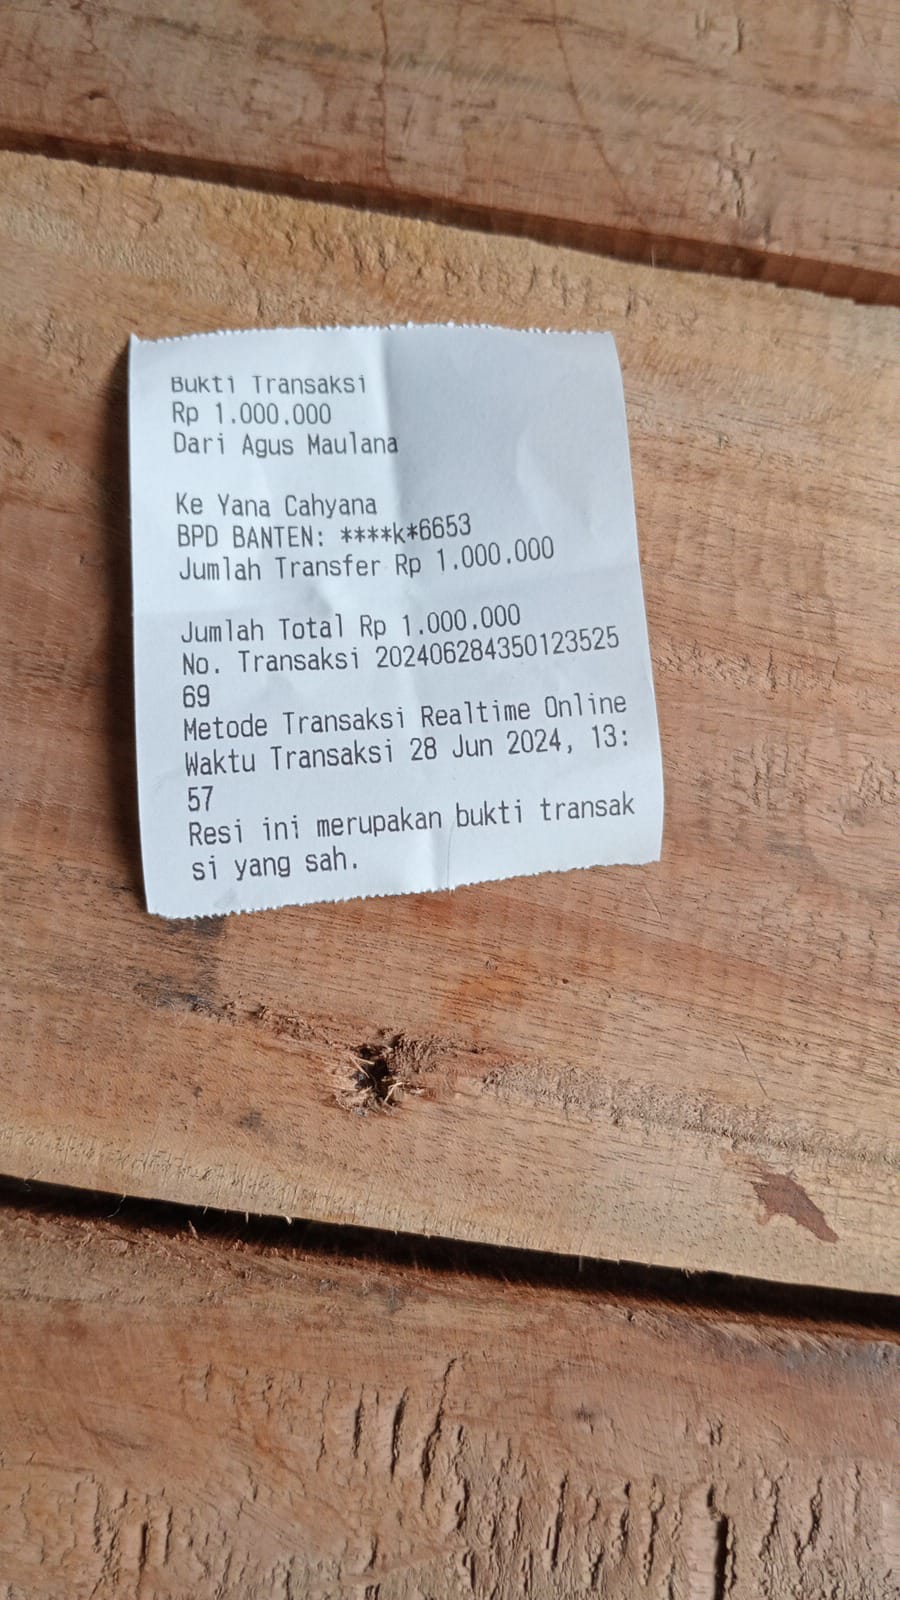 Bukti Transaksi
Rp 1.000.000
Dari Agus Maulana
Ke Yana Cahyana
BPD BANTEN: ****k*6653
Jumlah Transfer Rp 1.000.000
Jumlah Total Rp 1.000.000
No. Transaksi 202406284350123525
69
Metode Transaksi Realtime Online
Waktu Transaksi 28 Jun 2024, 13:
57
Resi ini merupakan bukti transak
si yang sah.